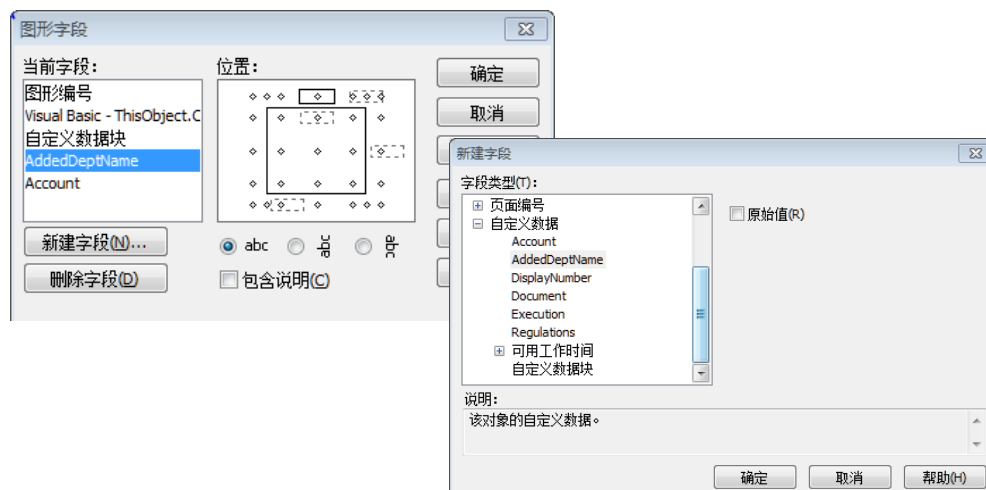 图形字段
当前字段:
图形编号
Visual Basic - ThisObject.C
自定义数据块
AddedDeptName
Account
新建字段(N)...
删除字段(D)
位置:
abc
abc
abc
包含说明(C)
确定
取消
新建字段
字段类型(T):
页面编号
自定义数据
Account
AddedDeptName
DisplayNumber
Document
Execution
Regulations
可用工作时间
自定义数据块
原始值(R)
说明:
该对象的自定义数据。
确定
取消
帮助(H)